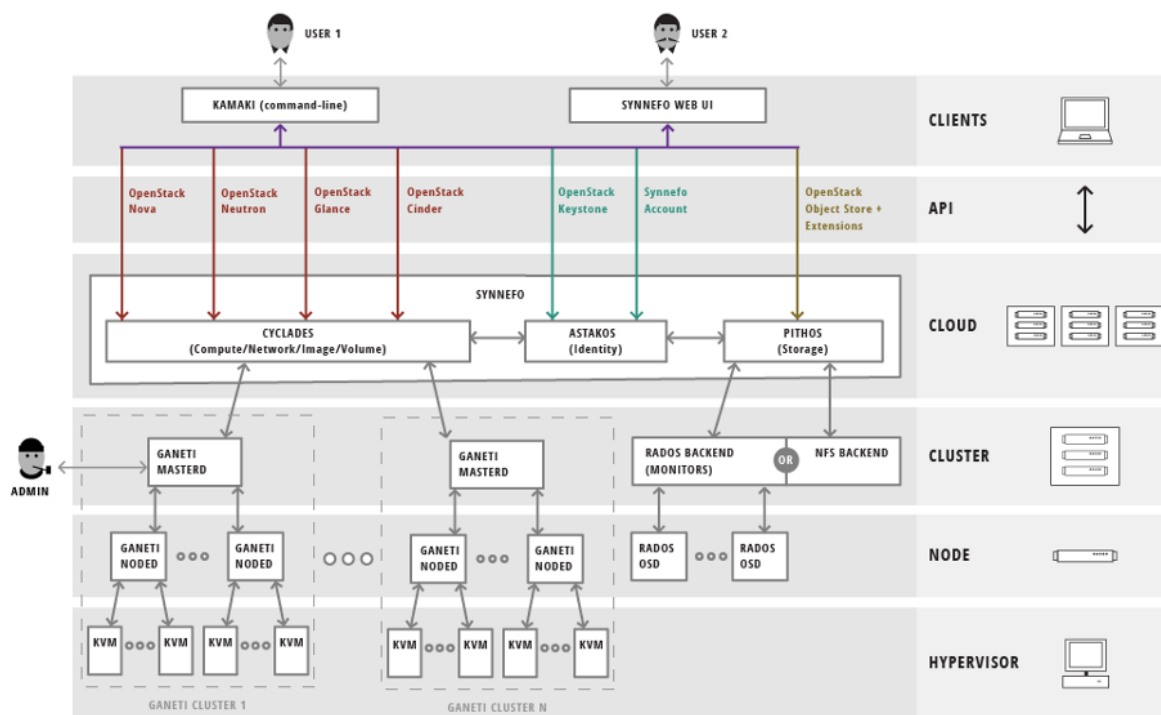 USER 1
USER 2
KAMAKI (command-line)
SYNNEFO WEB UI
CLIENTS
OpenStack
Nova
OpenStack
Neutron
OpenStack
Glance
OpenStack
Cinder
OpenStack
Keystone
Synnefo
Account
OpenStack
Object Store +
Extensions
API
SYNNEFO
CYCLADES
(Compute/Network/Image/Volume)
ASTAKOS
(Identity)
PITHOS
(Storage)
CLOUD
ADMIN
GANETI
MASTERD
GANETI
MASTERD
RADOS BACKEND
(MONITORS)
OR
NFS BACKEND
CLUSTER
GANETI
NODED
GANETI
NODED
GANETI
NODED
GANETI
NODED
RADOS
OSD
RADOS
OSD
NODE
KVM
KVM
KVM
KVM
KVM
KVM
KVM
KVM
HYPERVISOR
GANETI CLUSTER 1
GANETI CLUSTER N